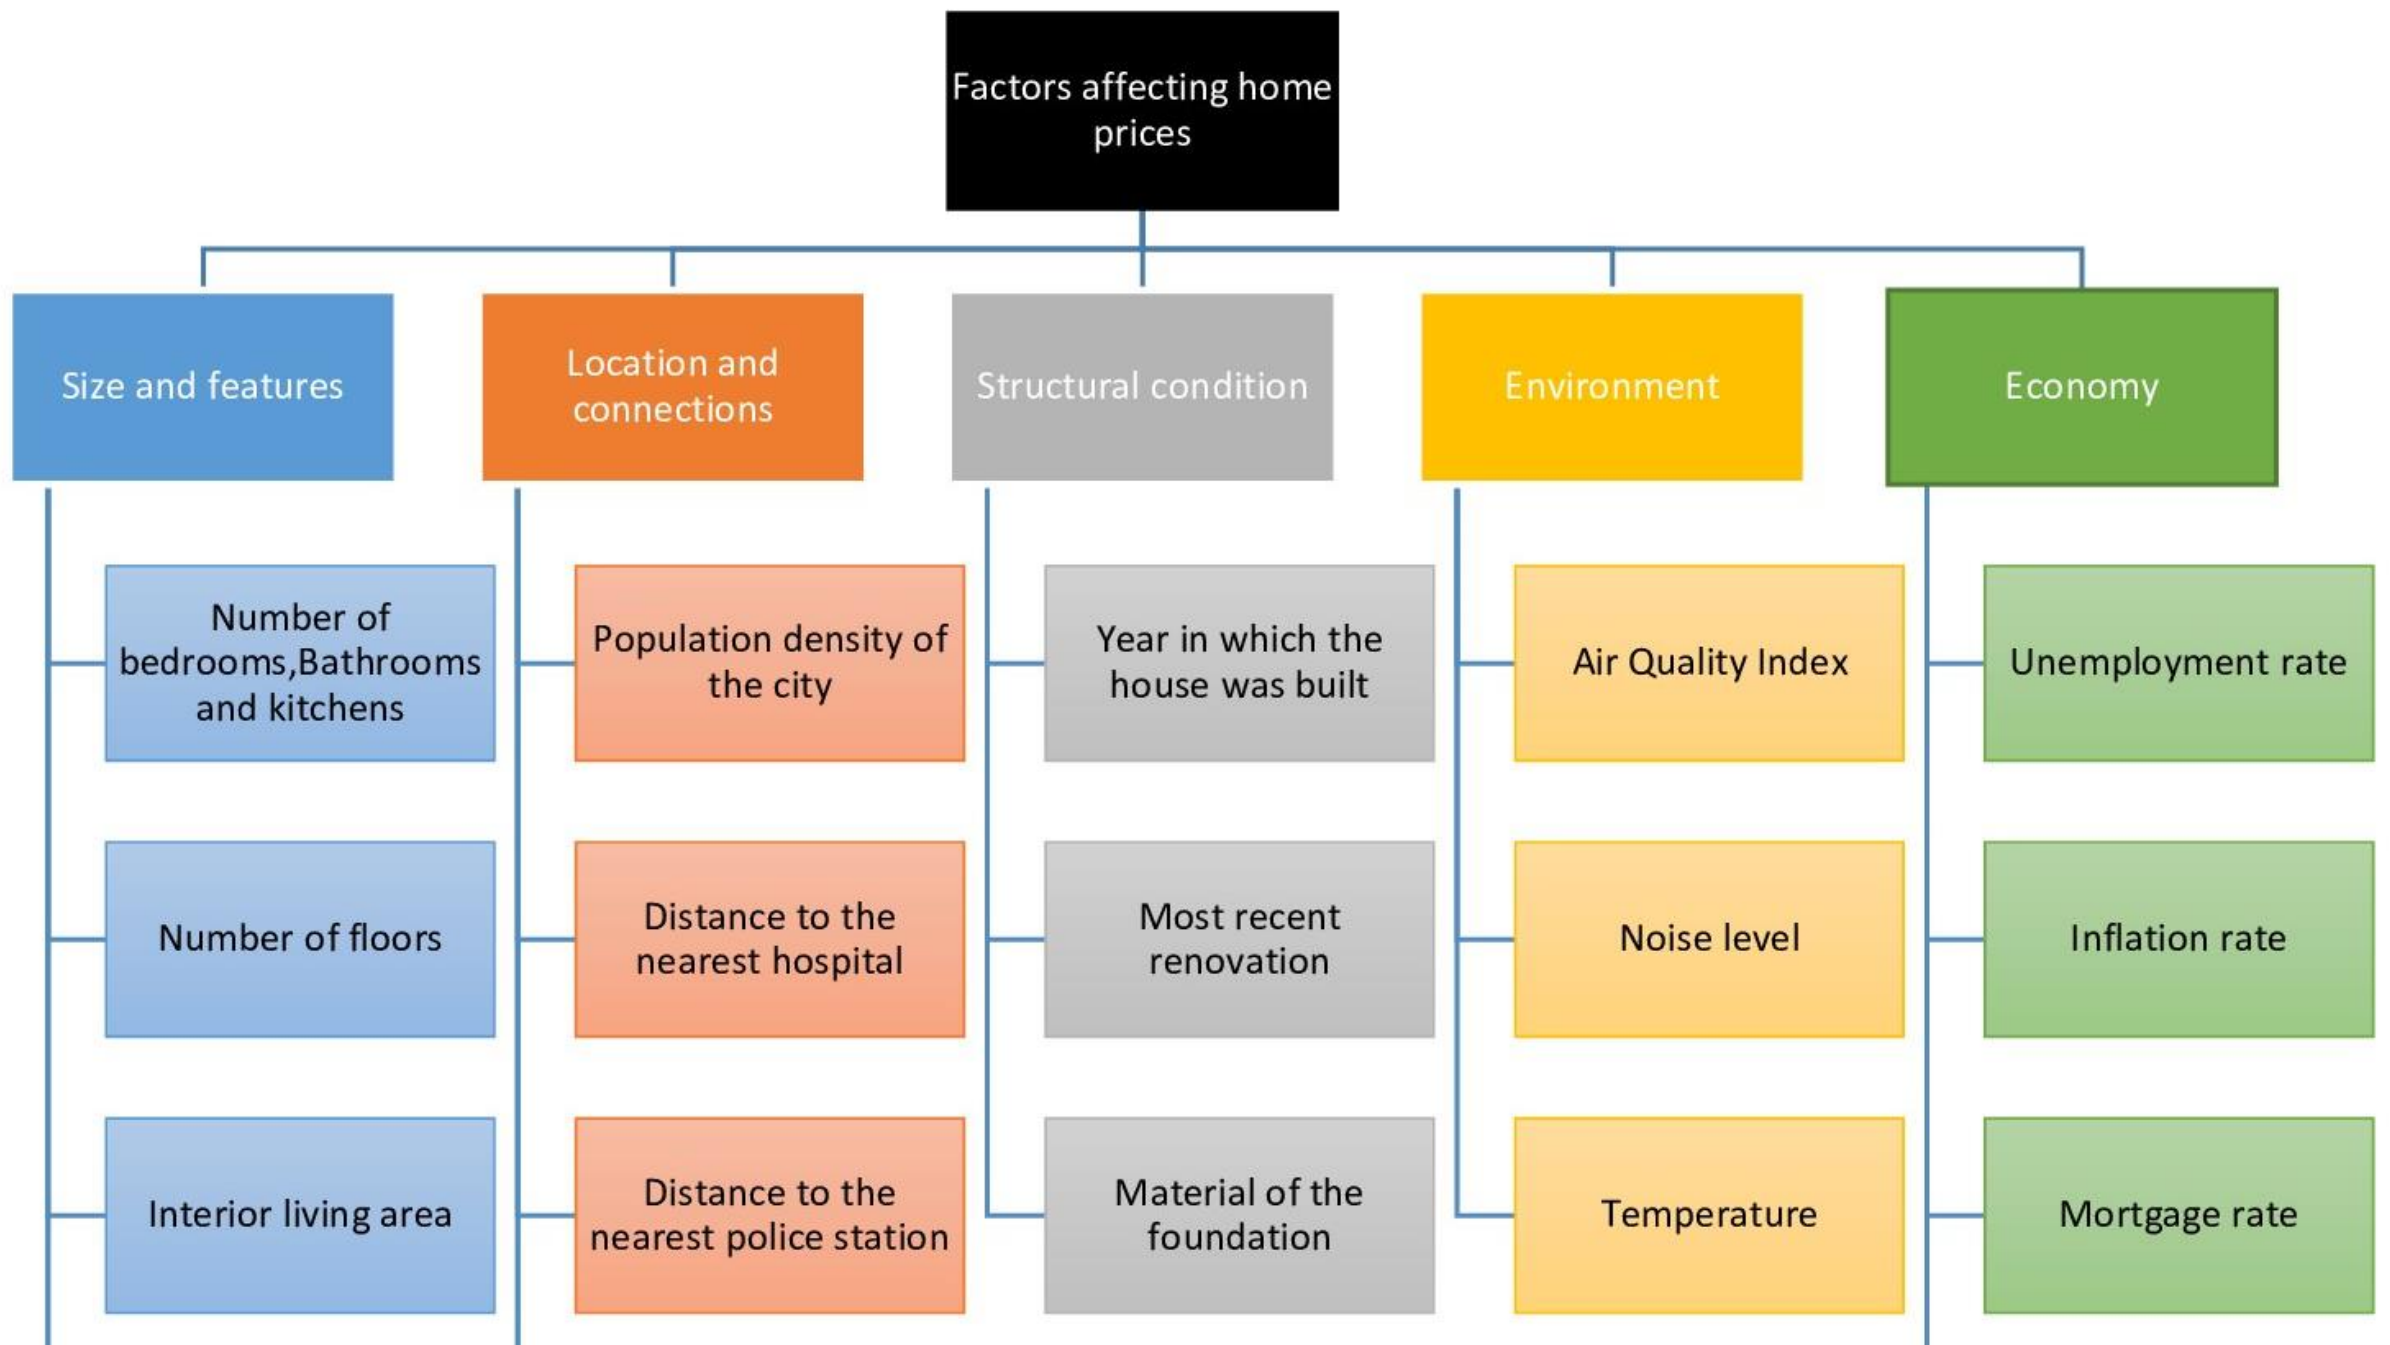 Factors affecting home
prices
Size and features
Location and
connections
Structural condition
Environment
Economy
Number of
bedrooms,Bathrooms
and kitchens
Population density of
the city
Year in which the
house was built
Air Quality Index
Unemployment rate
Number of floors
Distance to the
nearest hospital
Most recent
renovation
Noise level
Inflation rate
Interior living area
Distance to the
nearest police station
Material of the
foundation
Temperature
Mortgage rate